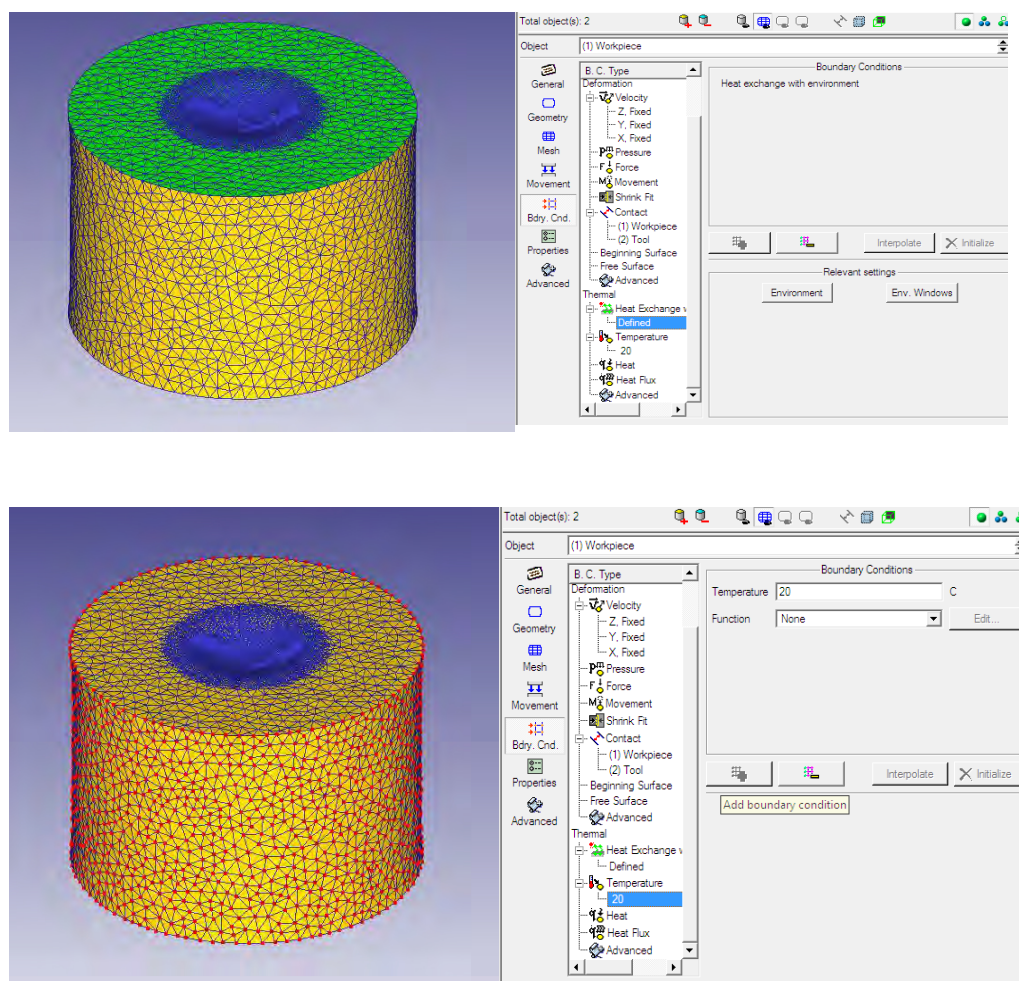 Total object(s): 2
Object (1) Workpiece
General
Geometry
Mesh
Movement
Bdry. Cnd.
Properties
Advanced
B. C. Type
Deformation
Velocity
Z, Fixed
Y, Fixed
X, Fixed
Pressure
Force
Movement
Shrink Fit
Contact
(1) Workpiece
(2) Tool
Beginning Surface
Free Surface
Advanced
Thermal
Heat Exchange
Defined
Temperature
20
Heat
Heat Flux
Advanced
Boundary Conditions
Heat exchange with environment
Interpolate Initialize
Relevant settings
Environment Env. Windows
Total object(s): 2
Object (1) Workpiece
General
Geometry
Mesh
Movement
Bdry. Cnd.
Properties
Advanced
B. C. Type
Deformation
Velocity
Z, Fixed
Y, Fixed
X, Fixed
Pressure
Force
Movement
Shrink Fit
Contact
(1) Workpiece
(2) Tool
Beginning Surface
Free Surface
Advanced
Thermal
Heat Exchange
Defined
Temperature
20
Heat
Heat Flux
Advanced
Boundary Conditions
Temperature 20 C
Function None Edit...
Interpolate Initialize
Add boundary condition